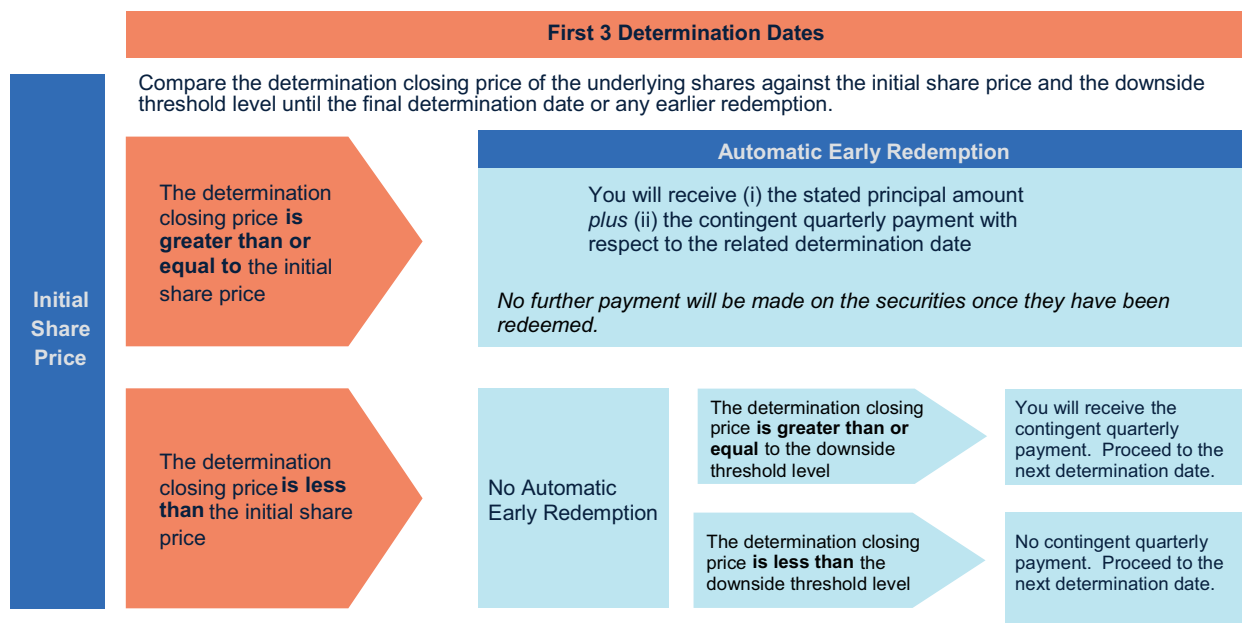 First 3 Determination Dates
Compare the determination closing price of the underlying shares against the initial share price and the downside
threshold level until the final determination date or any earlier redemption.
Initial
Share
Price
The determination
closing price is
greater than or
equal to the initial
share price
Automatic Early Redemption
You will receive (i) the stated principal amount
plus (ii) the contingent quarterly payment with
respect to the related determination date
No further payment will be made on the securities once they have been
redeemed.
The determination
closing price is less
than the initial share
price
No Automatic
Early Redemption
The determination closing
price is greater than or
equal to the downside
threshold level
You will receive the
contingent quarterly
payment. Proceed to the
next determination date.
The determination closing
price is less than the
downside threshold level
No contingent quarterly
payment. Proceed to the
next determination date.